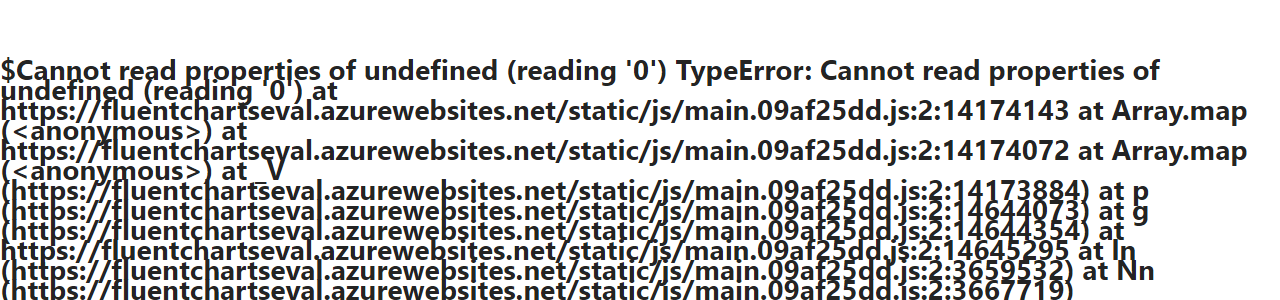 $Cannot read properties of undefined (reading '0') TypeError: Cannot read properties of
undefined (reading '0') at
https://fluentchartseval.azurewebsites.net/static/js/main.09af25dd.js:2:14174143 at Array.map
(<anonymous>) at
https://fluentchartseval.azurewebsites.net/static/js/main.09af25dd.js:2:14174072 at Array.map
(<anonymous>) at _V
(https://fluentchartseval.azurewebsites.net/static/js/main.09af25dd.js:2:14173884) at p
(https://fluentchartseval.azurewebsites.net/static/js/main.09af25dd.js:2:14644073) at g
(https://fluentchartseval.azurewebsites.net/static/js/main.09af25dd.js:2:14644354) at
https://fluentchartseval.azurewebsites.net/static/js/main.09af25dd.js:2:14645295 at ln
(https://fluentchartseval.azurewebsites.net/static/js/main.09af25dd.js:2:3659532) at Nn
(https://fluentchartseval.azurewebsites.net/static/js/main.09af25dd.js:2:3667719)